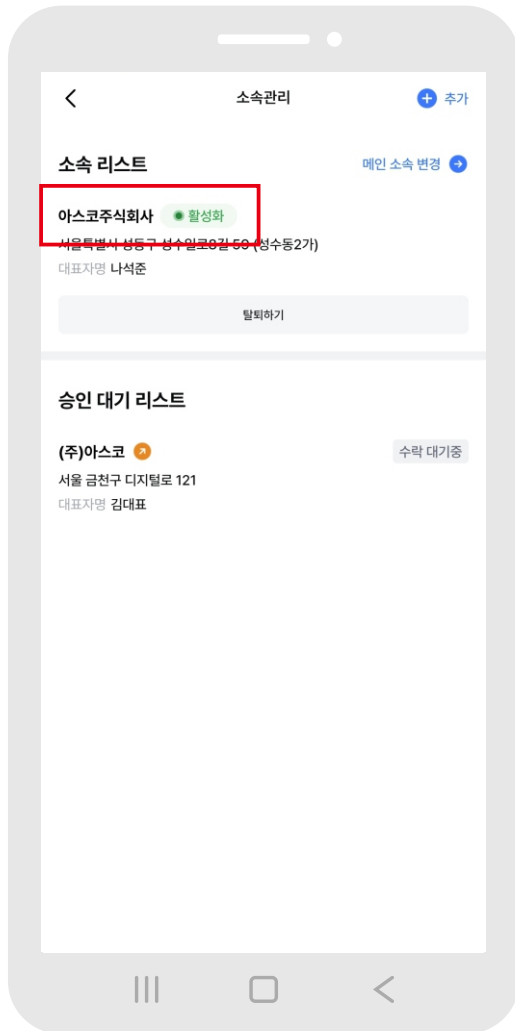 소속관리
추가
소속 리스트
메인 소속 변경
아스코주식회사 활성화
서울특별시 성동구 성수일로8길 59 (성수동2가)
대표자명 나석준
탈퇴하기
승인 대기 리스트
(주)아스코
수락 대기중
서울 금천구 디지털로 121
대표자명 김대표